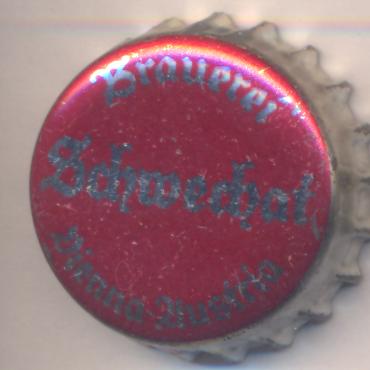 Brauerei
Schwechat
Vienna Austria